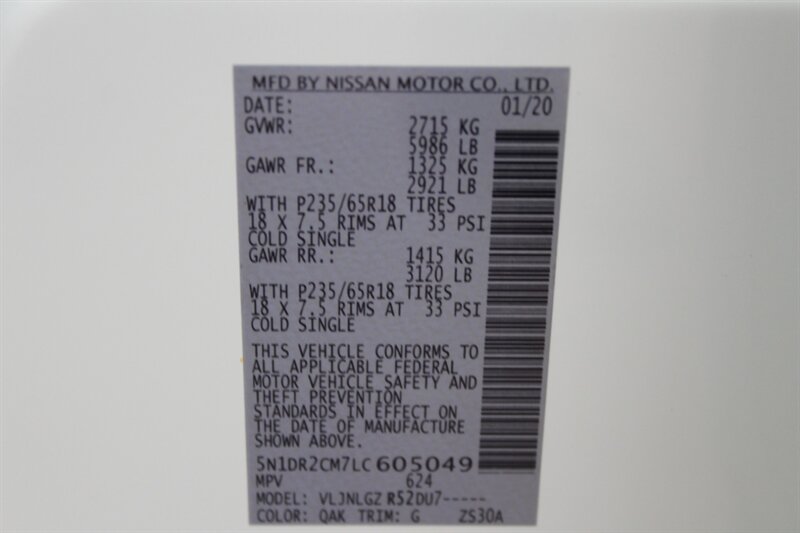 MFD BY NISSAN MOTOR CO., LTD.
DATE: 01/20
GVWR: 2715 KG
5986 LB
GAWR FR.: 1325 KG
2921 LB
WITH P235/65R18 TIRES
18 X 7.5 RIMS AT 33 PSI
COLD SINGLE
GAWR RR.: 1415 KG
3120 LB
WITH P235/65R18 TIRES
18 X 7.5 RIMS AT 33 PSI
COLD SINGLE
THIS VEHICLE CONFORMS TO
ALL APPLICABLE FEDERAL
MOTOR VEHICLE SAFETY AND
THEFT PREVENTION
STANDARDS IN EFFECT ON
THE DATE OF MANUFACTURE
SHOWN ABOVE.
5N1DR2CM7LC605049
MPV 624
MODEL: VLJNLGZ R52DU7-----
COLOR: QAK TRIM: G ZS30A